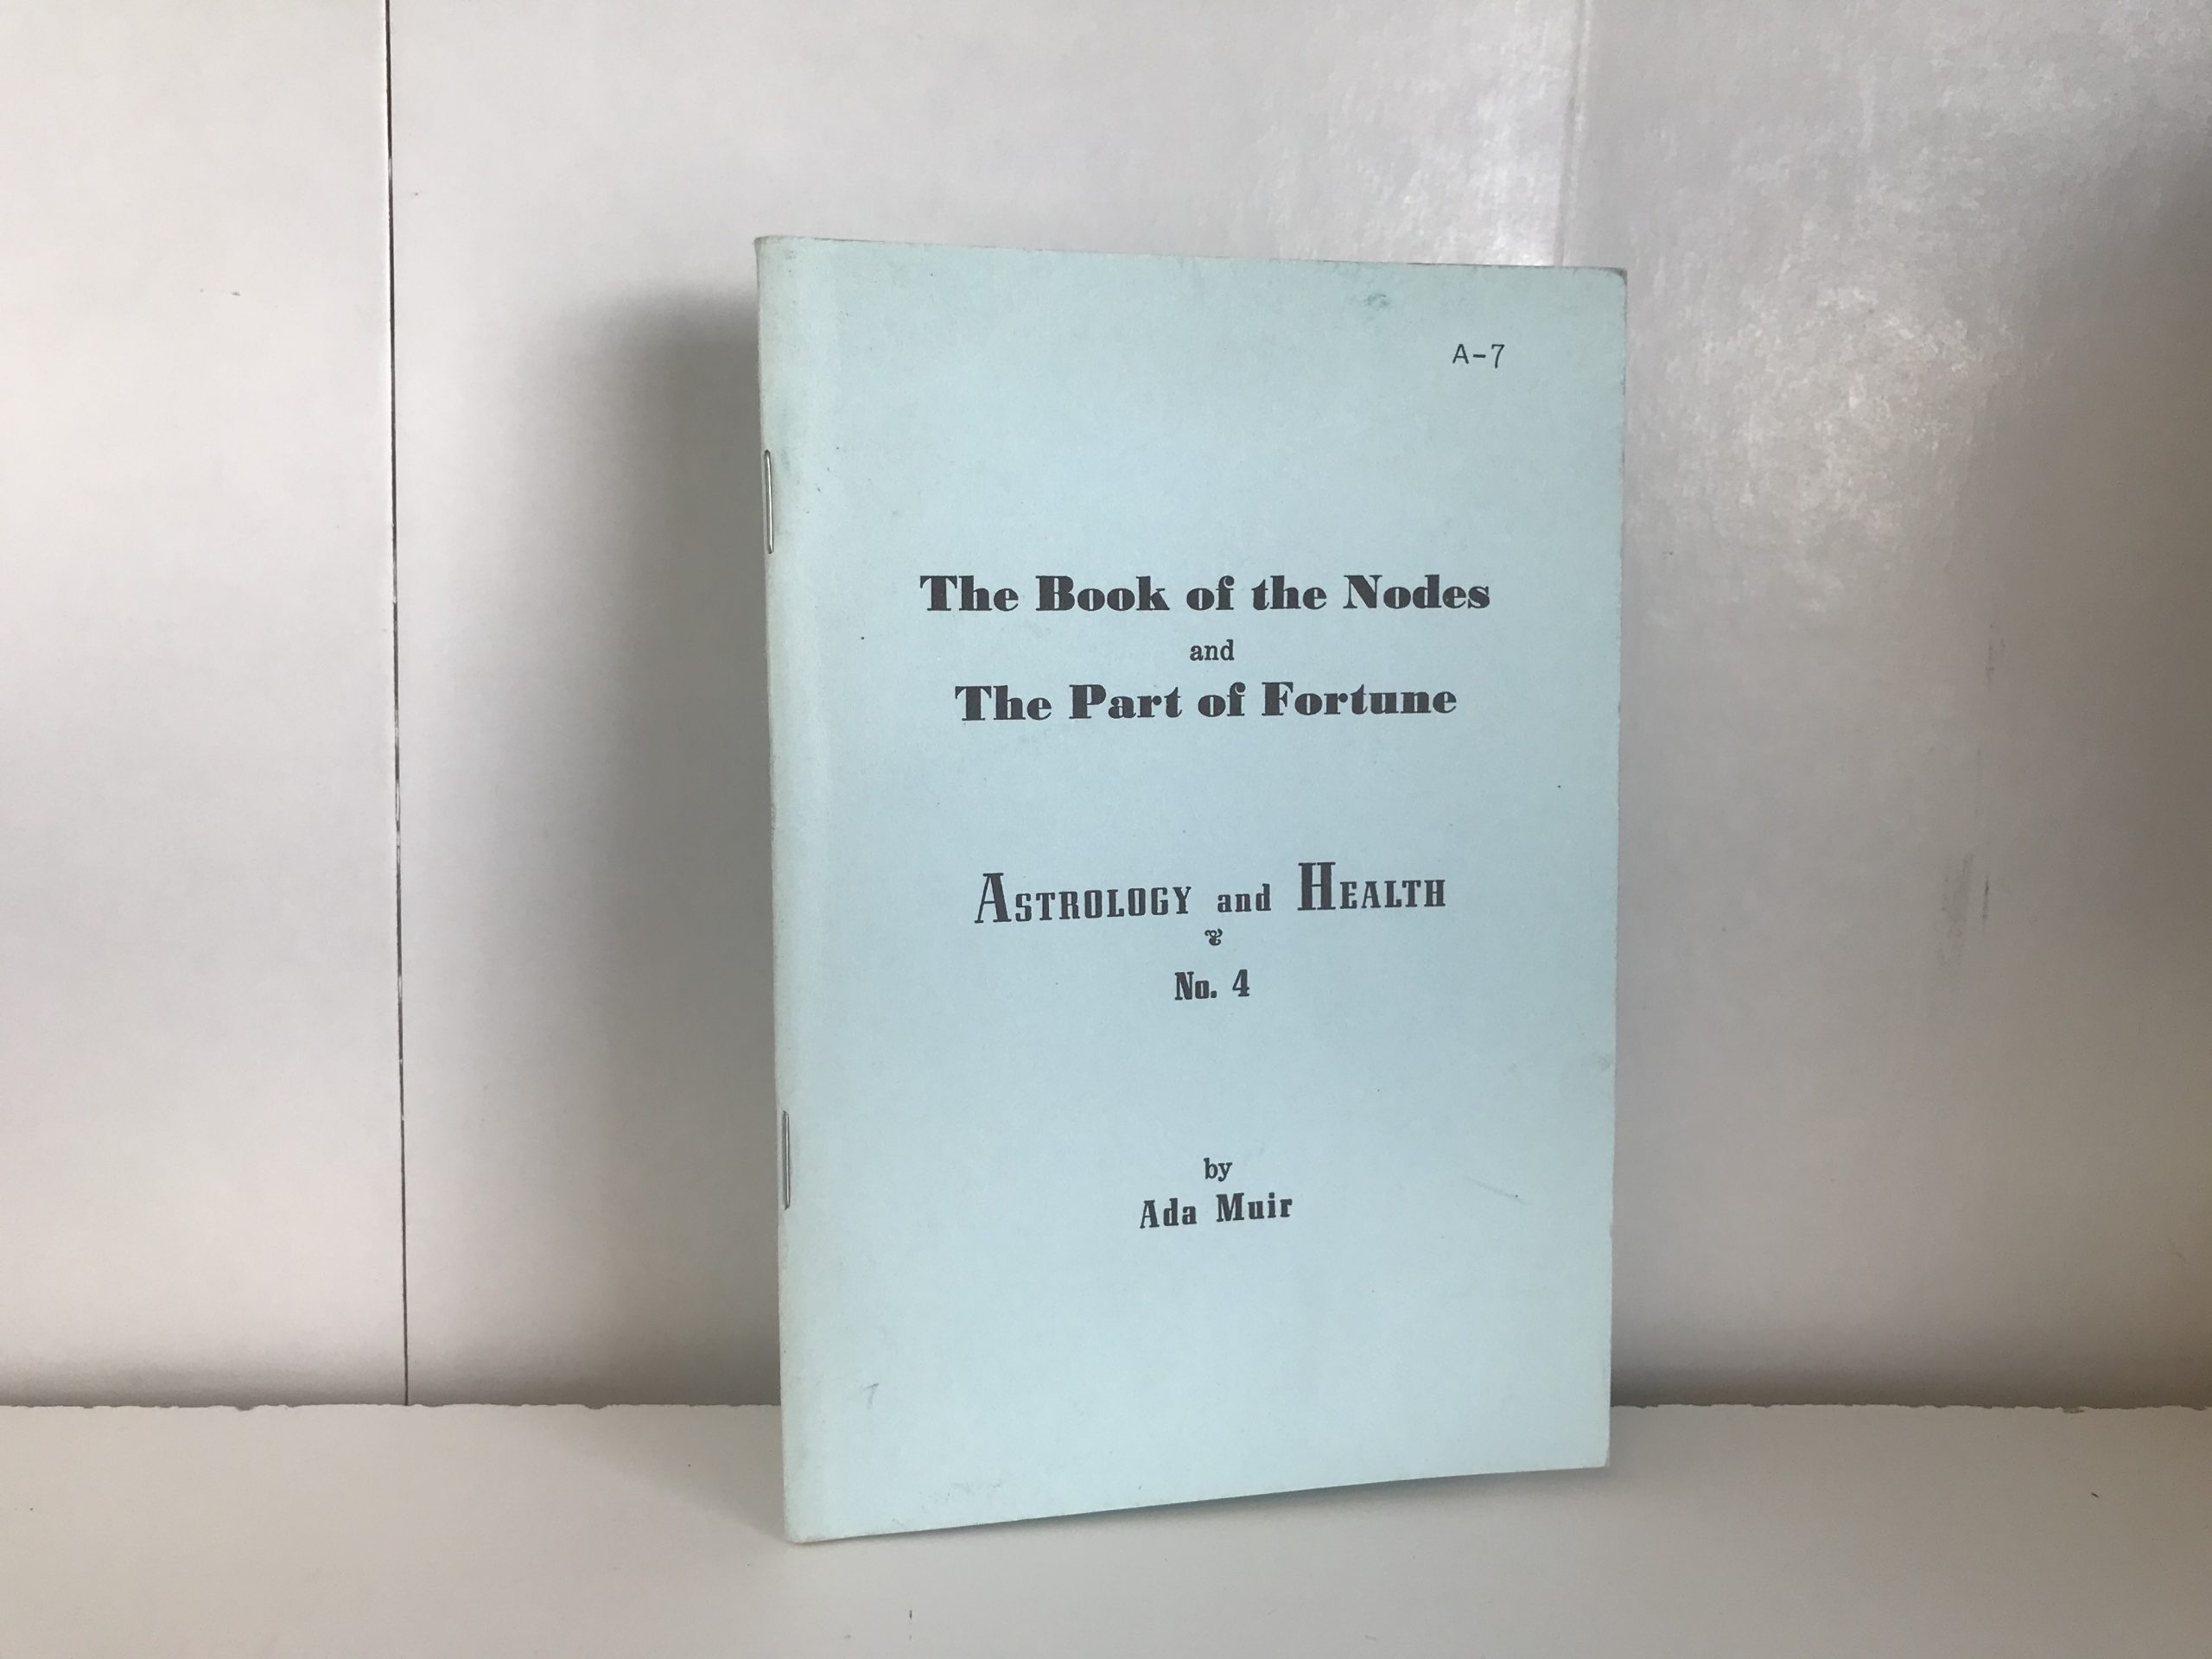 A-7
The Book of the Nodes
and
The Part of Fortune
ASTROLOGY and HEALTH
No. 4
by
Ada Muir